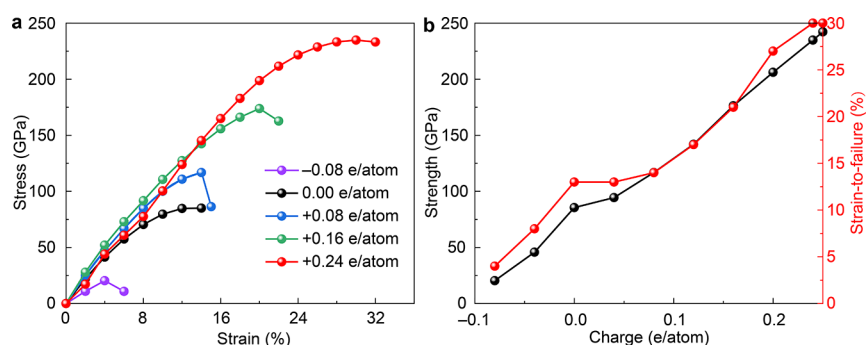 a
250
200
150
100
50
0
Stress (GPa)
0
8
16
24
32
Strain (%)
–0.08 e/atom
0.00 e/atom
+0.08 e/atom
+0.16 e/atom
+0.24 e/atom
b
250
200
150
100
50
0
Strength (GPa)
–0.1
0.0
0.1
0.2
Charge (e/atom)
30
25
20
15
10
5
0
Strain-to-failure (%)